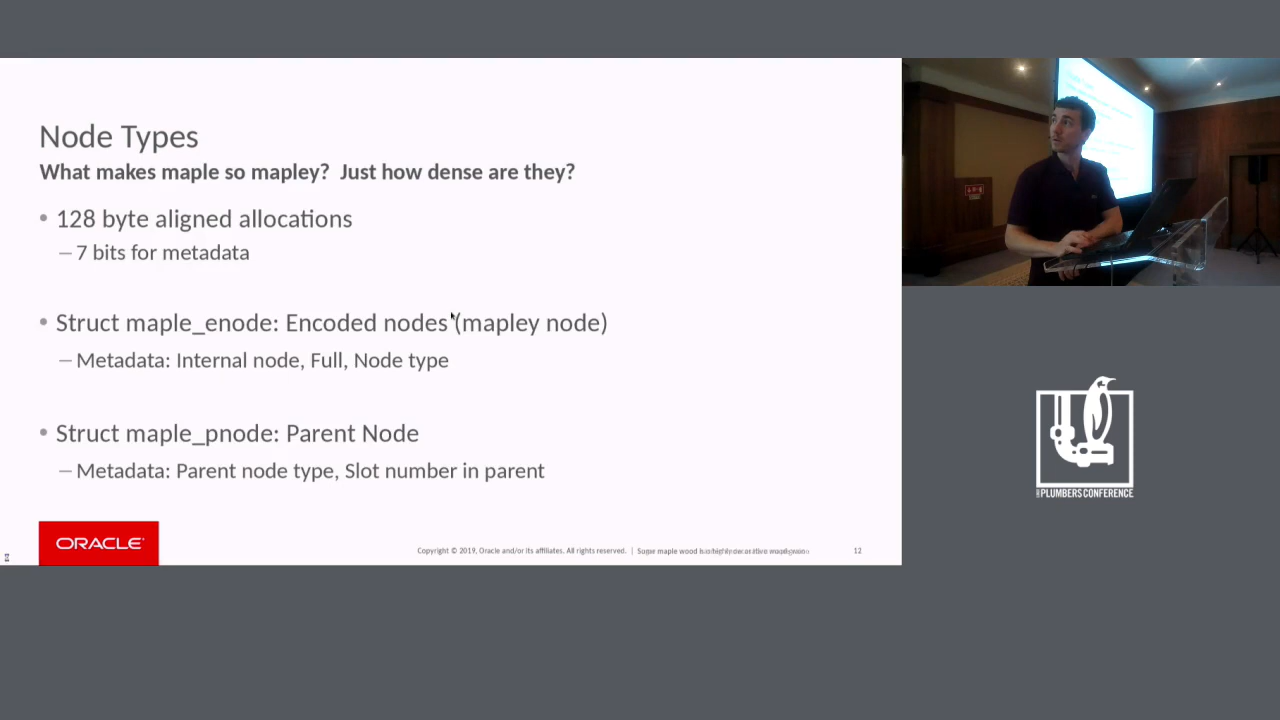 Node Types
What makes maple so mapley? Just how dense are they?
• 128 byte aligned allocations
– 7 bits for metadata
• Struct maple_enode: Encoded nodes (mapley node)
– Metadata: Internal node, Full, Node type
• Struct maple_pnode: Parent Node
– Metadata: Parent node type, Slot number in parent
ORACLE
Copyright © 2019, Oracle and/or its affiliates. All rights reserved. | Sugar maple wood
12
PLUMBERS CONFERENCE